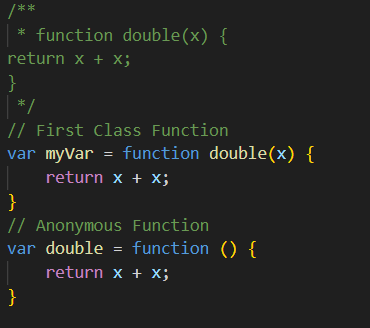 /**
 * function double(x) {
return x + x;
}
 */
// First Class Function
var myVar = function double(x) {
    return x + x;
}
// Anonymous Function
var double = function () {
    return x + x;
}